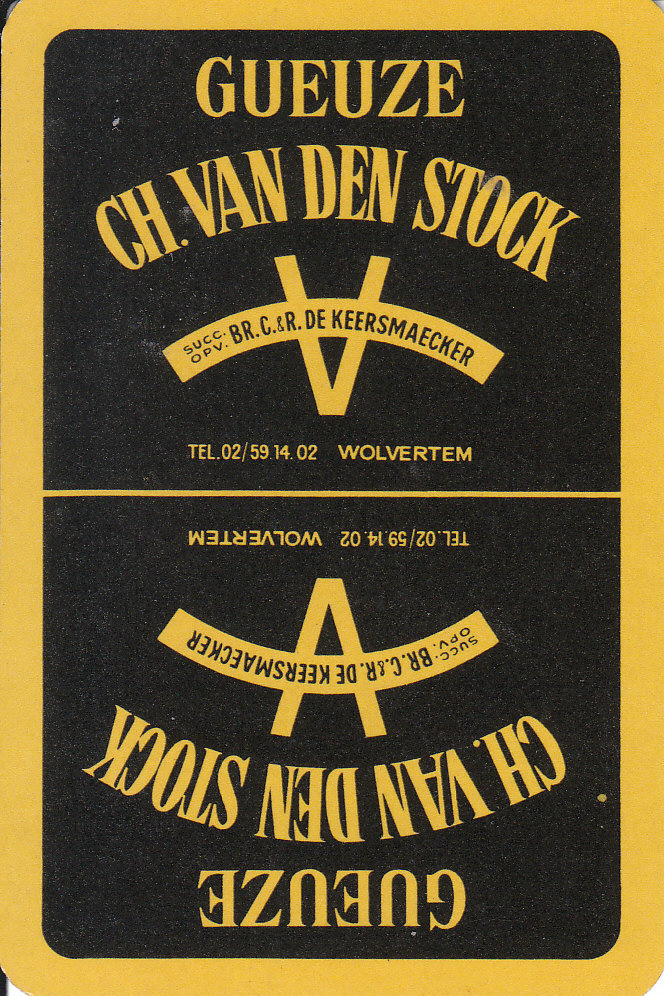 GUEUZE
CH. VAN DEN STOCK
SUCC. OPV. BR. C. & R. DE KEERSMAECKER
TEL. 02/59.14.02 WOLVERTEM
TEL. 02/59.14.02 WOLVERTEM
SUCC. OPV. BR. C. & R. DE KEERSMAECKER
CH. VAN DEN STOCK
GUEUZE